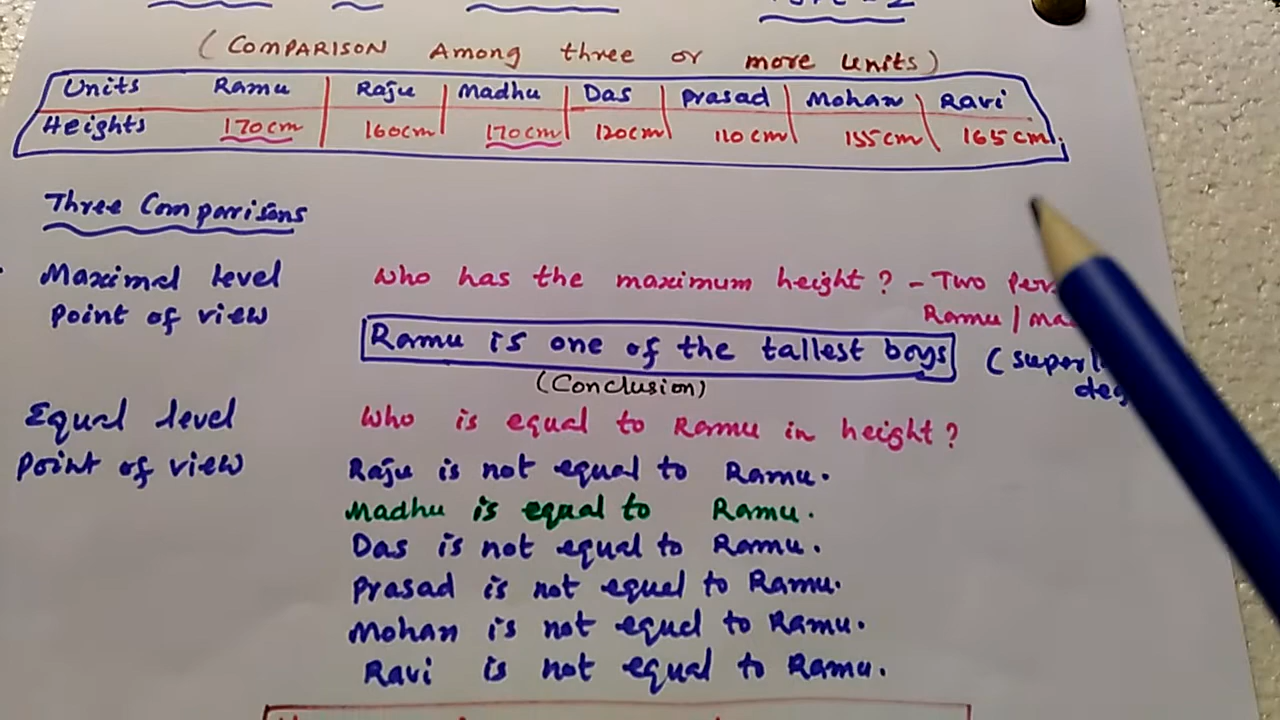 (COMPARISON Among three or more units)
Units Ramu Raju Madhu Das Prasad Mohan Ravi
Heights 170cm 160cm 170cm 120cm 110cm 155cm 165cm.
Three Comparisons
Maximal level Who has the maximum height? - Two
Point of view Ramu |
Ramu is one of the tallest boys
(Conclusion)
Equal level Who is equal to Ramu in height?
Point of view Raju is not equal to Ramu.
Madhu is equal to Ramu.
Das is not equal to Ramu.
Prasad is not equal to Ramu.
Mohan is not equal to Ramu.
Ravi is not equal to Ramu.